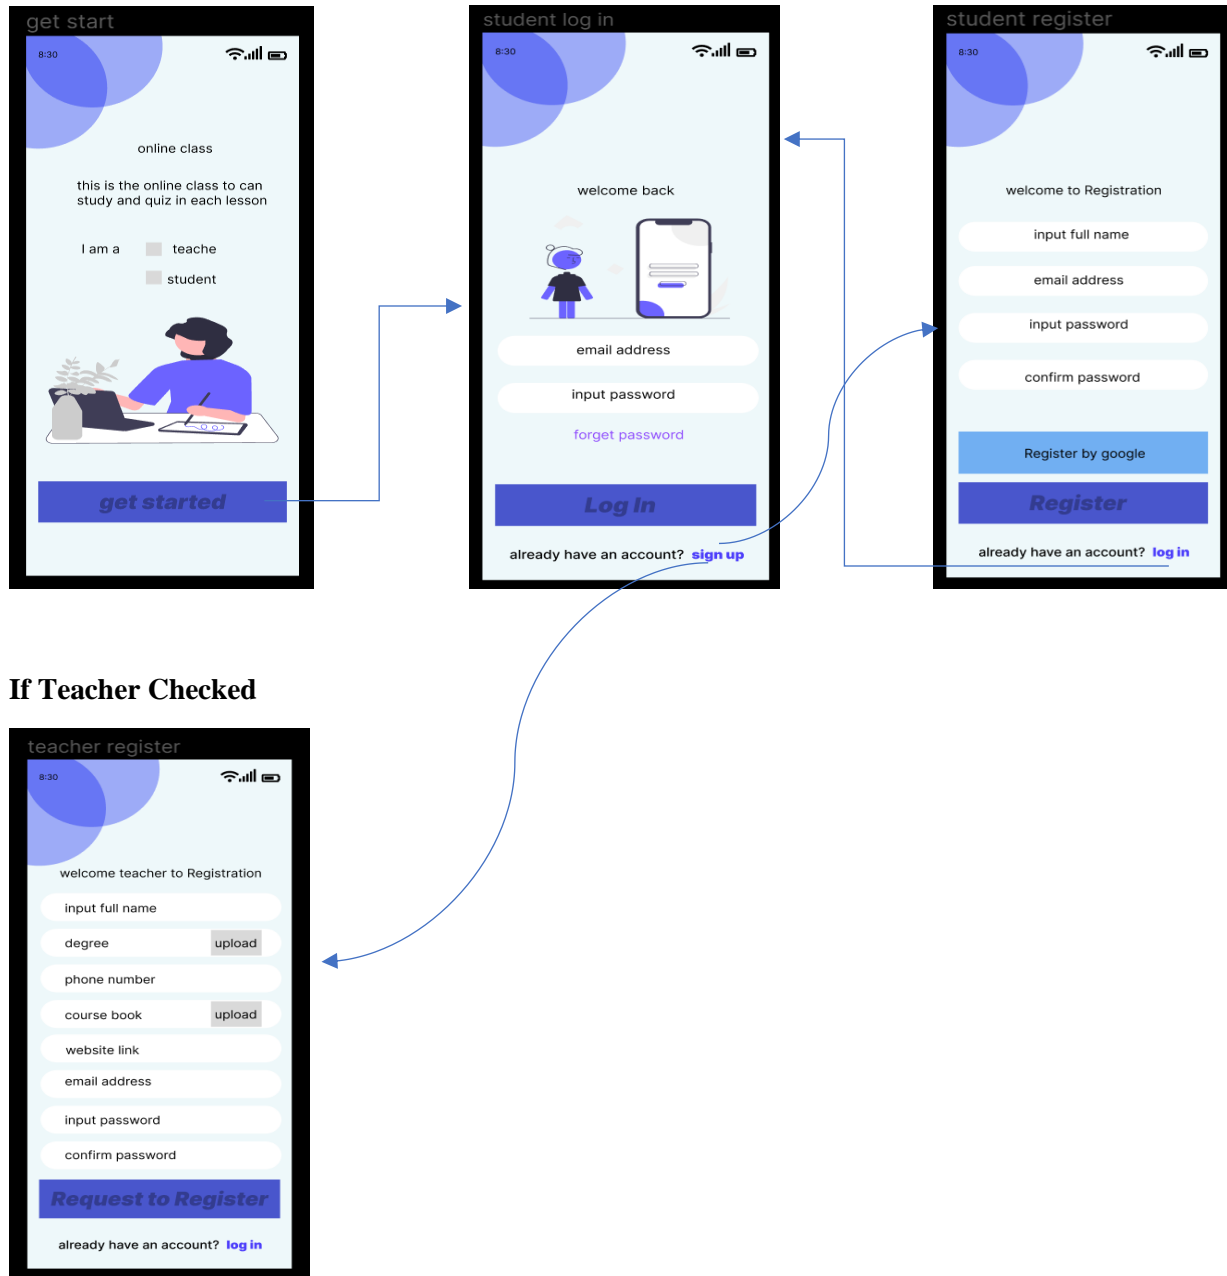 get start
8:30
online class
this is the online class to can
study and quiz in each lesson
I am a
teache
student
get started
student log in
8:30
welcome back
email address
input password
forget password
Log In
already have an account? sign up
student register
8:30
welcome to Registration
input full name
email address
input password
confirm password
Register by google
Register
already have an account? log in
If Teacher Checked
teacher register
8:30
welcome teacher to Registration
input full name
degree upload
phone number
course book upload
website link
email address
input password
confirm password
Request to Register
already have an account? log in